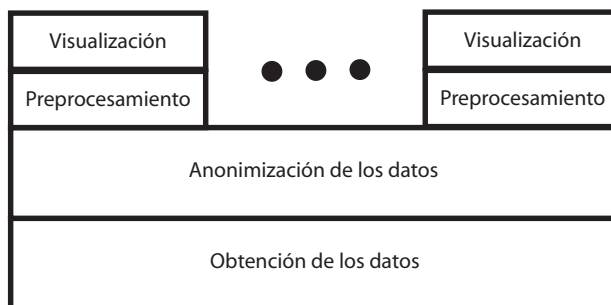 Visualización
Visualización
Preprocesamiento
Preprocesamiento
Anonimización de los datos
Obtención de los datos